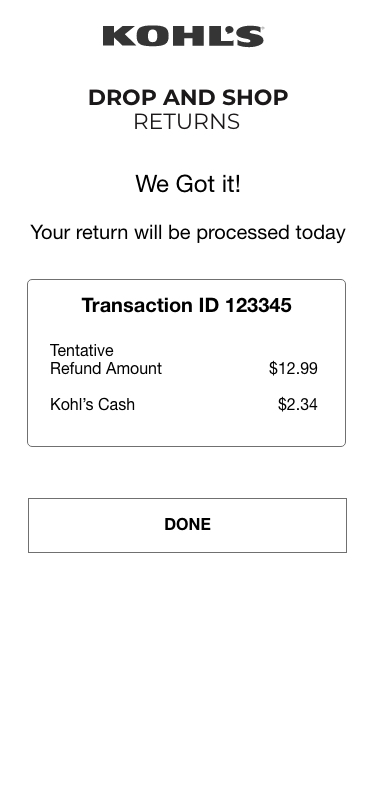 KOHL'S
DROP AND SHOP
RETURNS
We Got it!
Your return will be processed today
Transaction ID 123345
Tentative
Refund Amount $12.99
Kohl’s Cash $2.34
DONE